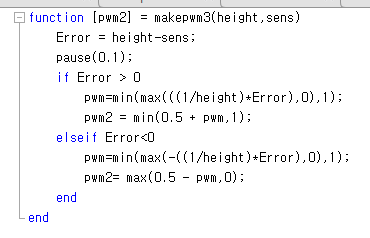 function [pwm2] = makepwm3(height,sens)
Error = height-sens;
pause(0.1);
if Error > 0
pwm=min(max(((1/height)*Error),0),1);
pwm2 = min(0.5 + pwm,1);
elseif Error<0
pwm=min(max(-((1/height)*Error),0),1);
pwm2= max(0.5 - pwm,0);
end
end